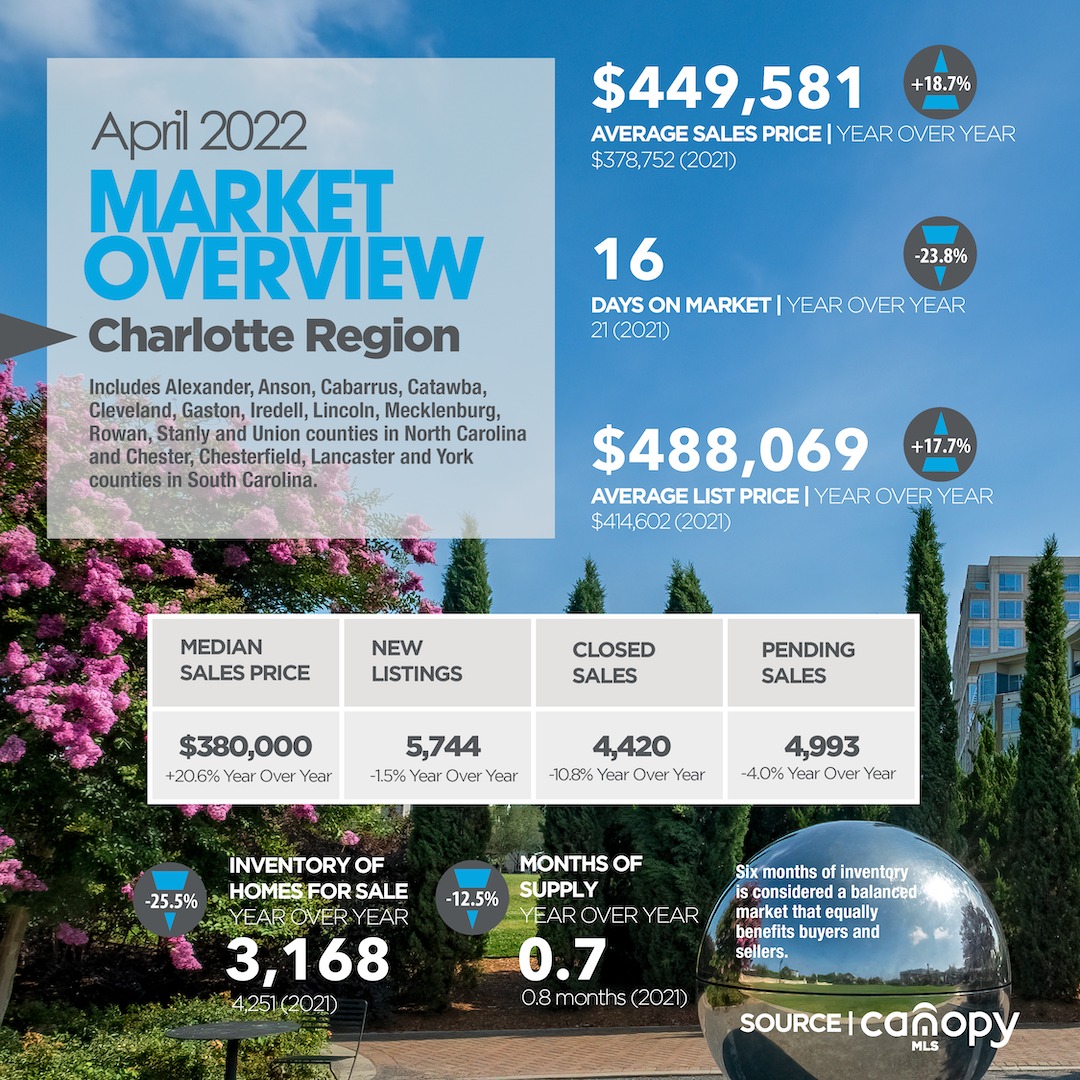 April 2022
MARKET
OVERVIEW
Charlotte Region
Includes Alexander, Anson, Cabarrus, Catawba,
Cleveland, Gaston, Iredell, Lincoln, Mecklenburg,
Rowan, Stanly and Union counties in North Carolina
and Chester, Chesterfield, Lancaster and York
counties in South Carolina.
$449,581
+18.7%
AVERAGE SALES PRICE | YEAR OVER YEAR
$378,752 (2021)
16
-23.8%
DAYS ON MARKET | YEAR OVER YEAR
21 (2021)
$488,069
+17.7%
AVERAGE LIST PRICE | YEAR OVER YEAR
$414,602 (2021)
MEDIAN
SALES PRICE
NEW
LISTINGS
CLOSED
SALES
PENDING
SALES
$380,000
+20.6% Year Over Year
5,744
-1.5% Year Over Year
4,420
-10.8% Year Over Year
4,993
-4.0% Year Over Year
-25.5%
INVENTORY OF
HOMES FOR SALE
YEAR OVER YEAR
3,168
4,251 (2021)
-12.5%
MONTHS OF
SUPPLY
YEAR OVER YEAR
0.7
0.8 months (2021)
Six months of inventory
is considered a balanced
market that equally
benefits buyers and
sellers.
SOURCE | canopy
MLS